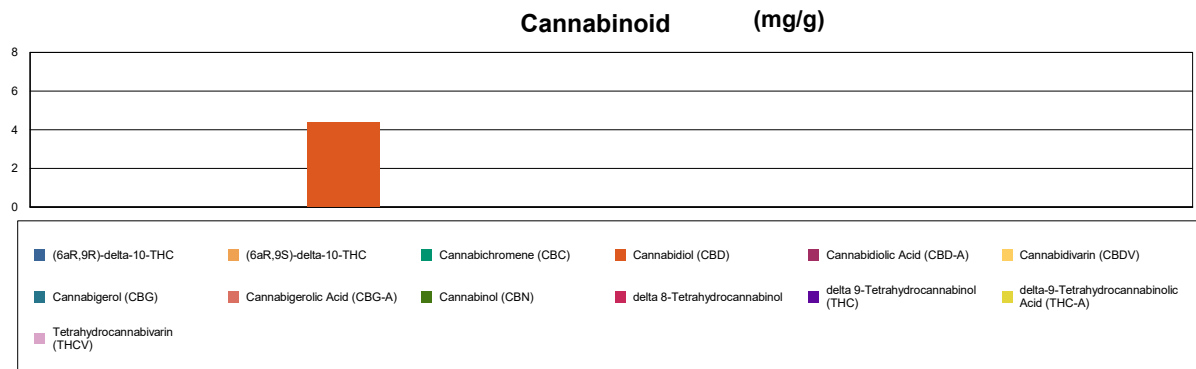 Cannabinoid (mg/g)
8
6
4
2
0
(6aR,9R)-delta-10-THC (6aR,9S)-delta-10-THC Cannabichromene (CBC) Cannabidiol (CBD) Cannabidiolic Acid (CBD-A) Cannabidivarin (CBDV)
Cannabigerol (CBG) Cannabigerolic Acid (CBG-A) Cannabinol (CBN) delta 8-Tetrahydrocannabinol delta 9-Tetrahydrocannabinol delta-9-Tetrahydrocannabinolic
(THC) Acid (THC-A)
Tetrahydrocannabivarin
(THCV)